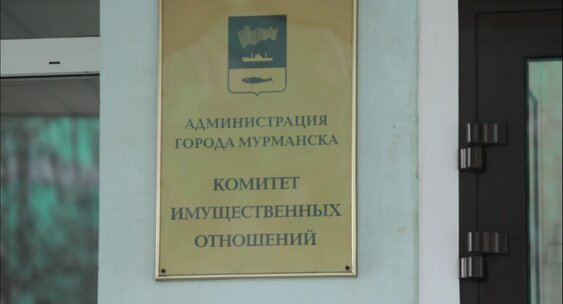 АДМИНИСТРАЦИЯ
ГОРОДА МУРМАНСКА
КОМИТЕТ
ИМУЩЕСТВЕННЫХ
ОТНОШЕНИЙ